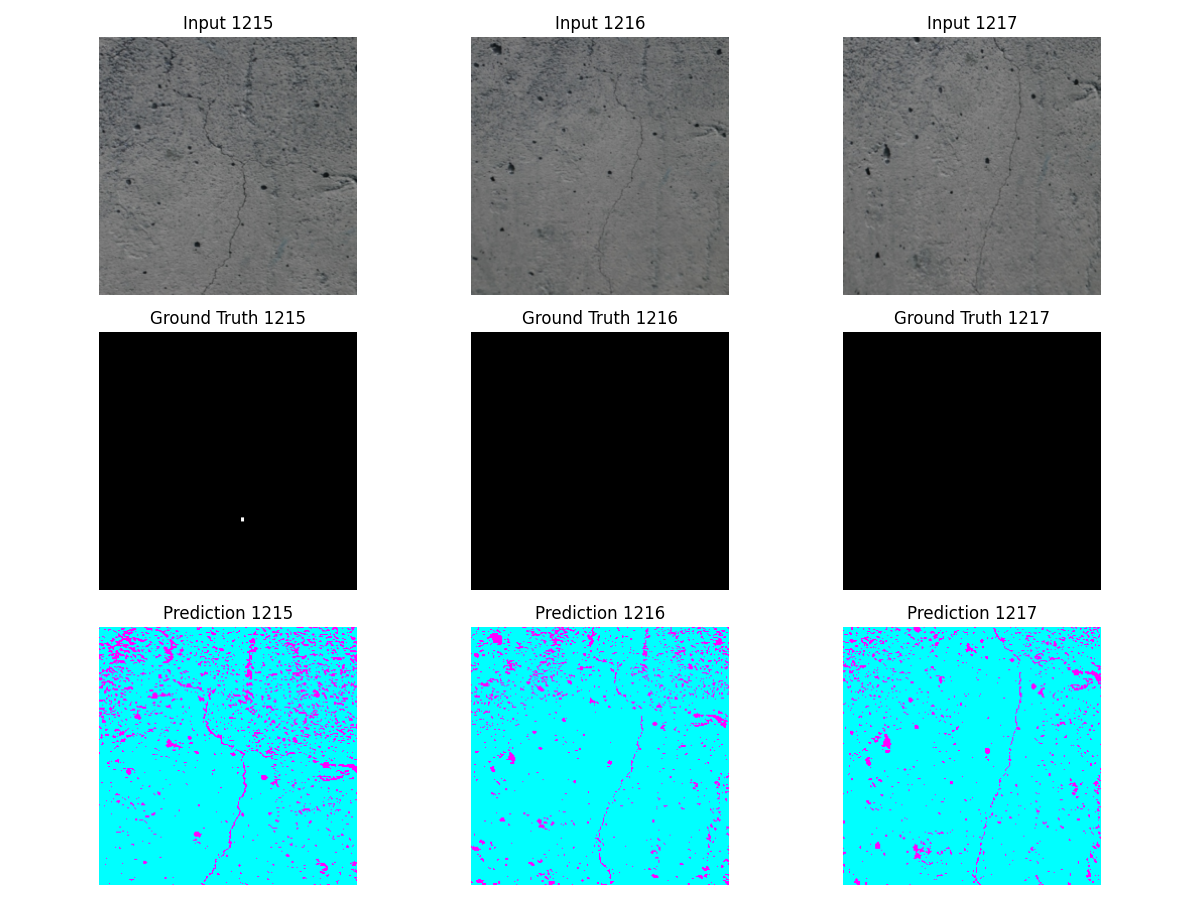 Input 1215
Input 1216
Input 1217
Ground Truth 1215
Ground Truth 1216
Ground Truth 1217
Prediction 1215
Prediction 1216
Prediction 1217